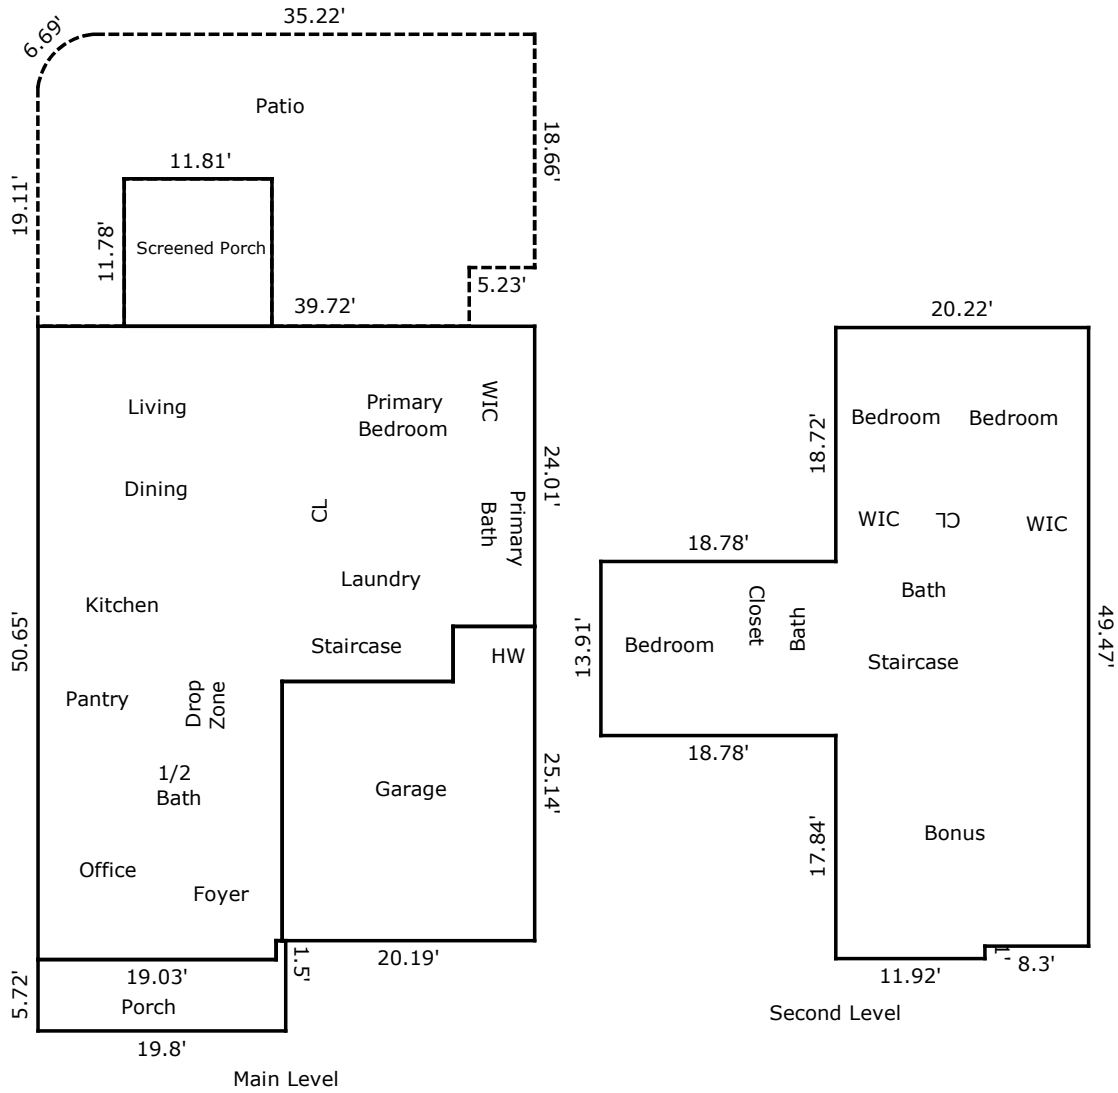 35.22'
6.69'
Patio
18.66'
11.81'
19.11'
11.78'
Screened Porch
5.23'
39.72'
Living
Primary
Bedroom
WIC
24.01'
Dining
CL
Primary
Bath
Laundry
Kitchen
50.65'
Staircase
HW
Pantry
Drop
Zone
1/2
Bath
Garage
25.14'
Office
Foyer
1.5'
20.19'
19.03'
5.72'
Porch
19.8'
Main Level
20.22'
Bedroom
Bedroom
18.72'
WIC
CL
WIC
18.78'
Bath
Closet
Bath
Bedroom
13.91'
49.47'
Staircase
18.78'
Bonus
17.84'
1'
8.3'
11.92'
Second Level